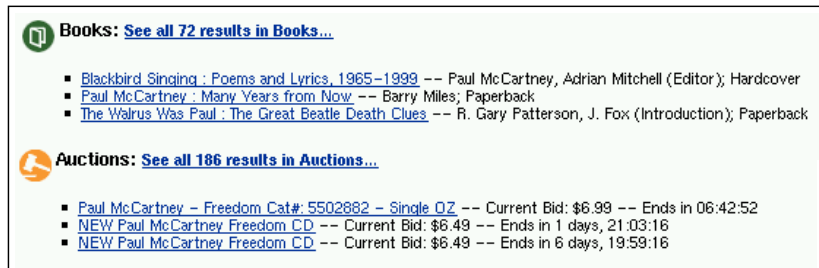 Books: See all 72 results in Books...
Blackbird Singing : Poems and Lyrics, 1965-1999 -- Paul McCartney, Adrian Mitchell (Editor); Hardcover
Paul McCartney : Many Years from Now -- Barry Miles; Paperback
The Walrus Was Paul : The Great Beatle Death Clues -- R. Gary Patterson, J. Fox (Introduction); Paperback
Auctions: See all 186 results in Auctions...
Paul McCartney - Freedom Cat#: 5502882 - Single OZ -- Current Bid: $6.99 -- Ends in 06:42:52
NEW Paul McCartney Freedom CD -- Current Bid: $6.49 -- Ends in 1 days, 21:03:16
NEW Paul McCartney Freedom CD -- Current Bid: $6.49 -- Ends in 6 days, 19:59:16